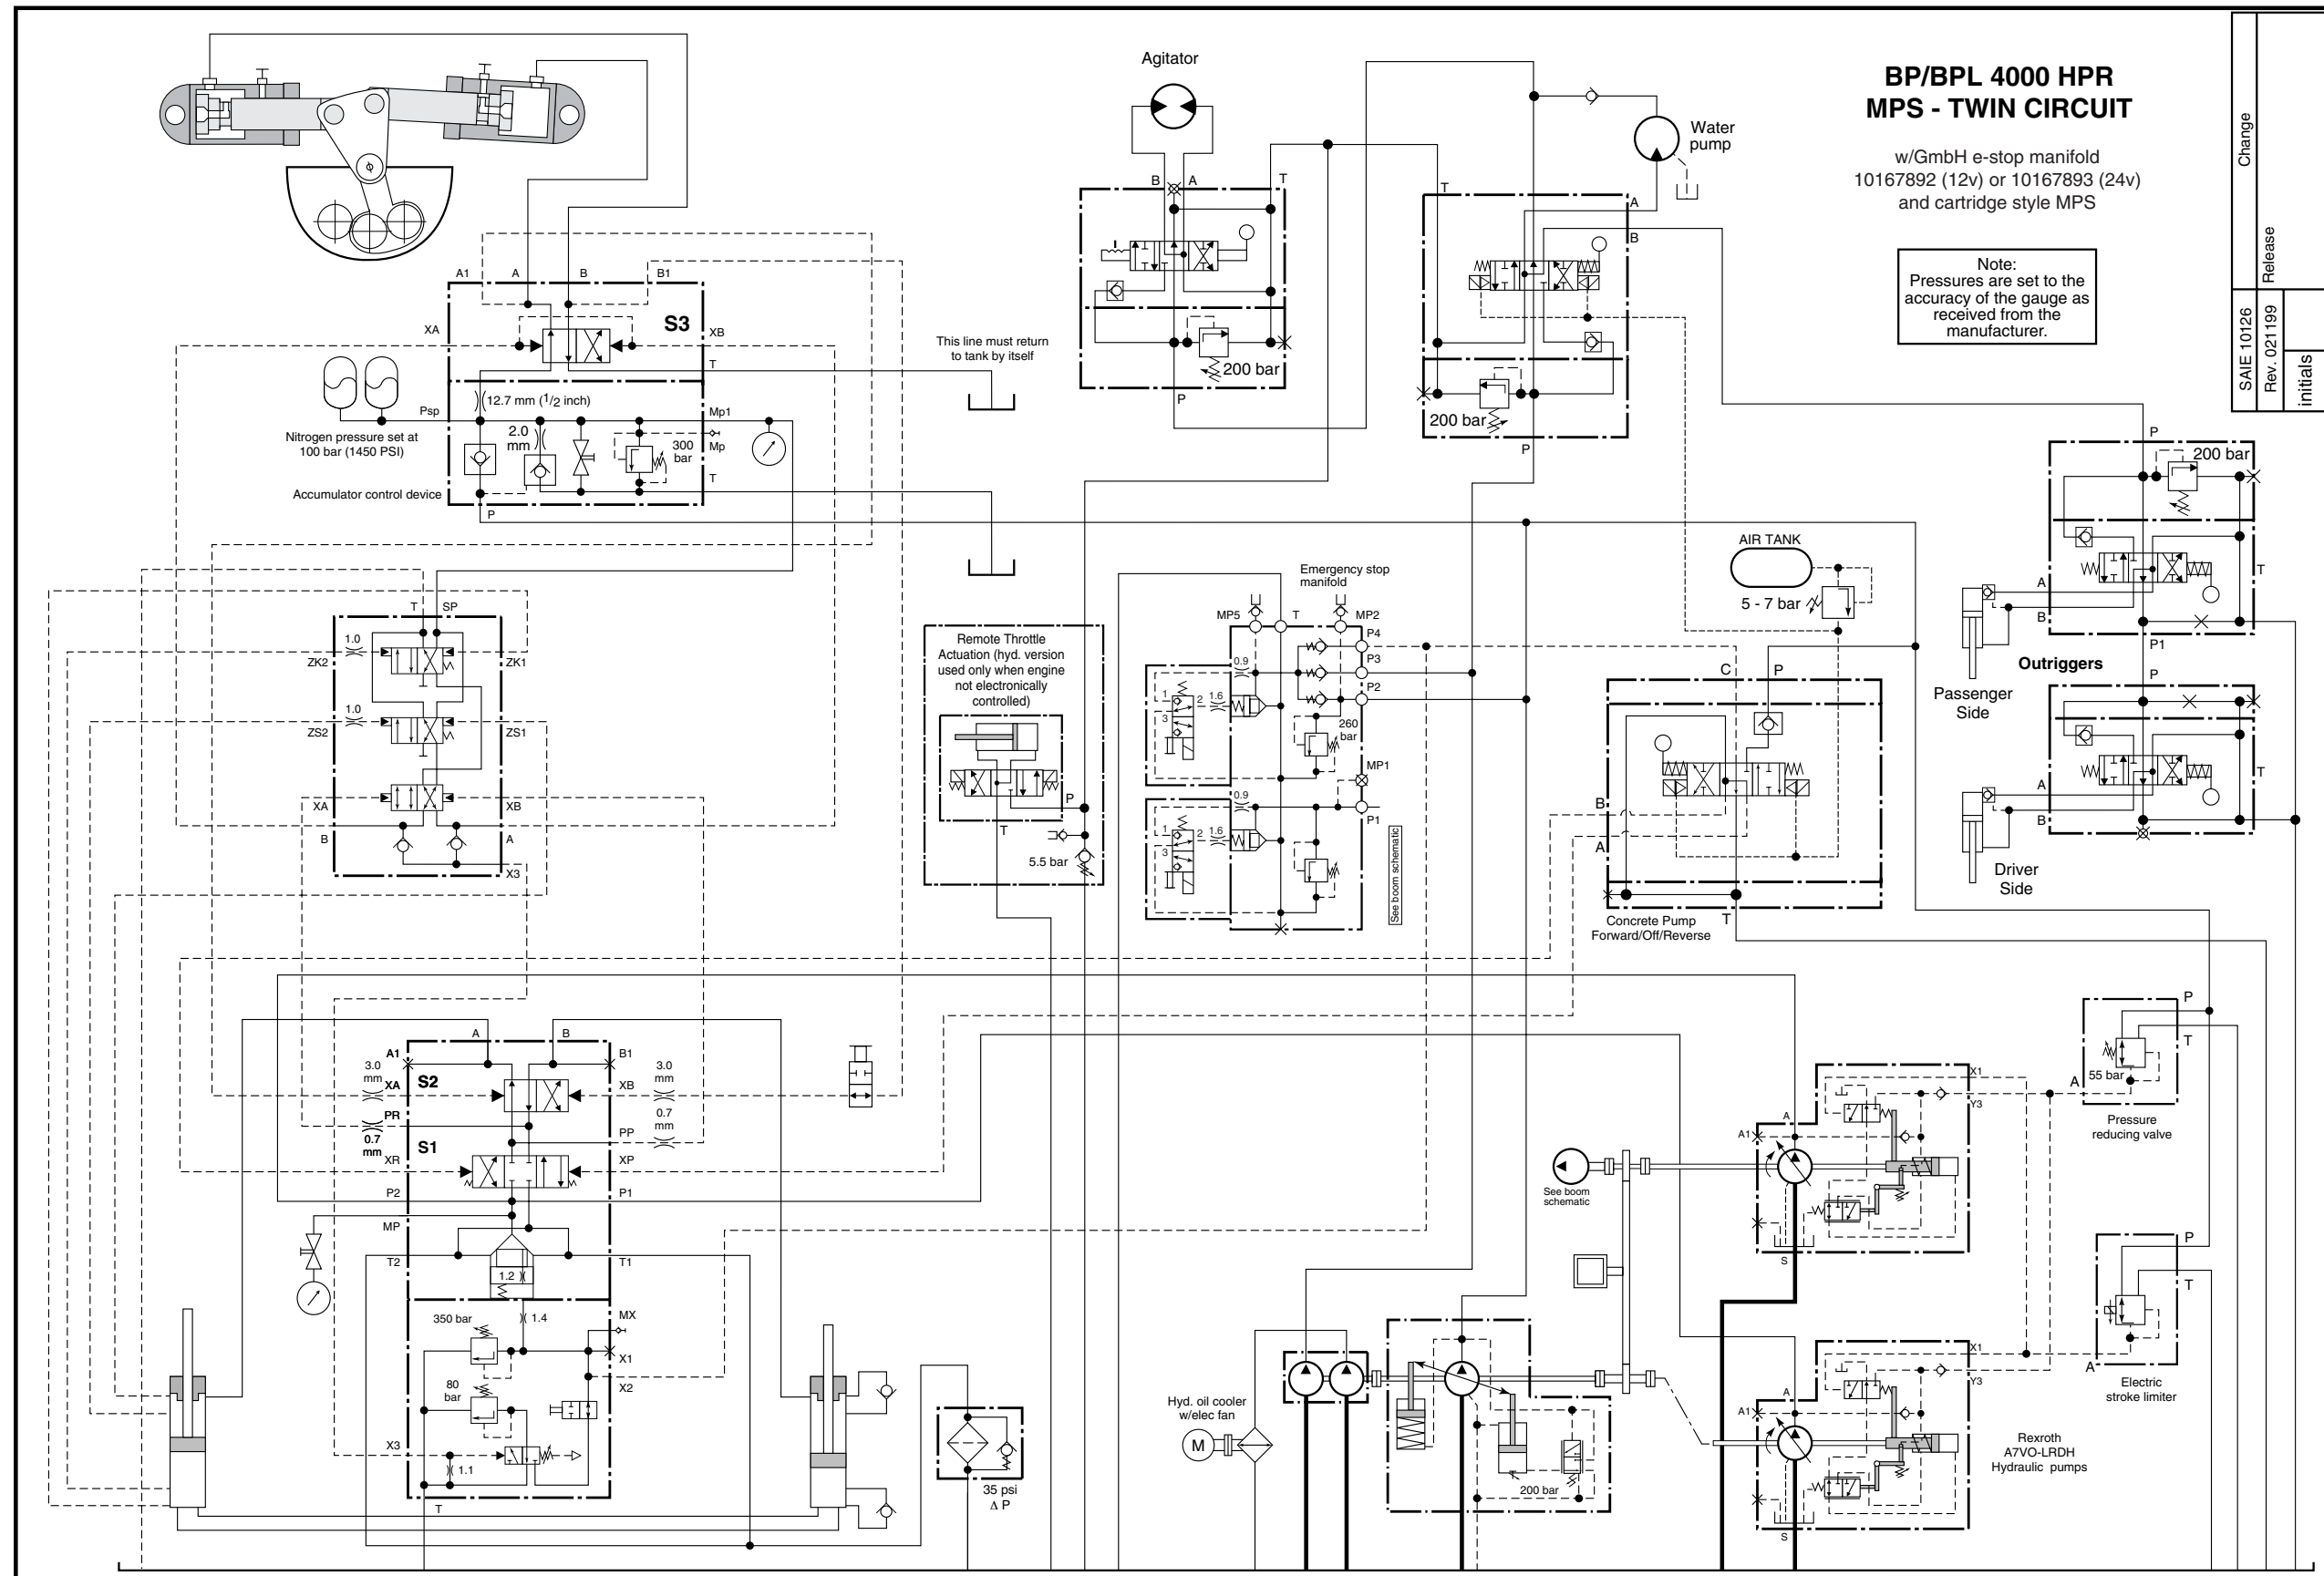 BP/BPL 4000 HPR
MPS - TWIN CIRCUIT
w/GmbH e-stop manifold
10167892 (12v) or 10167893 (24v)
and cartridge style MPS
Note:
Pressures are set to the
accuracy of the gauge as
received from the
manufacturer.
Change
Release
SAIE 10126
Rev. 021199
initials
Agitator
B
A
T
200 bar
P
Water
pump
T
A
B
200 bar
P
A1
A
B
B1
S3
XA
XB
T
12.7 mm (1/2 inch)
Psp
Mp1
2.0
mm
300
bar
Mp
T
Nitrogen pressure set at
100 bar (1450 PSI)
Accumulator control device
P
This line must return
to tank by itself
T
SP
1.0
ZK2
ZK1
1.0
ZS2
ZS1
XA
XB
B
A
X3
Remote Throttle
Actuation (hyd. version
used only when engine
not electronically
controlled)
P
T
5.5 bar
Emergency stop
manifold
MP5
T
MP2
P4
P3
P2
0.9
1
2
1.6
3
260
bar
MP1
0.9
1
2
1.6
3
P1
See boom schematic
AIR TANK
5 - 7 bar
C
P
B
A
T
Concrete Pump
Forward/Off/Reverse
P
200 bar
A
B
T
P1
Outriggers
Passenger
Side
P
A
B
T
Driver
Side
A
B
A1
B1
3.0
mm
3.0
mm
XA
S2
XB
PR
0.7
mm
0.7
mm
S1
PP
XR
XP
P2
P1
MP
T2
T1
1.2
350 bar
1.4
MX
X1
X2
80
bar
X3
1.1
T
35 psi
Δ P
Hyd. oil cooler
w/elec fan
M
200 bar
See boom
schematic
A
A1
X1
Y3
S
P
T
55 bar
A
Pressure
reducing valve
P
T
A
Electric
stroke limiter
A
A1
X1
Y3
S
Rexroth
A7VO-LRDH
Hydraulic pumps